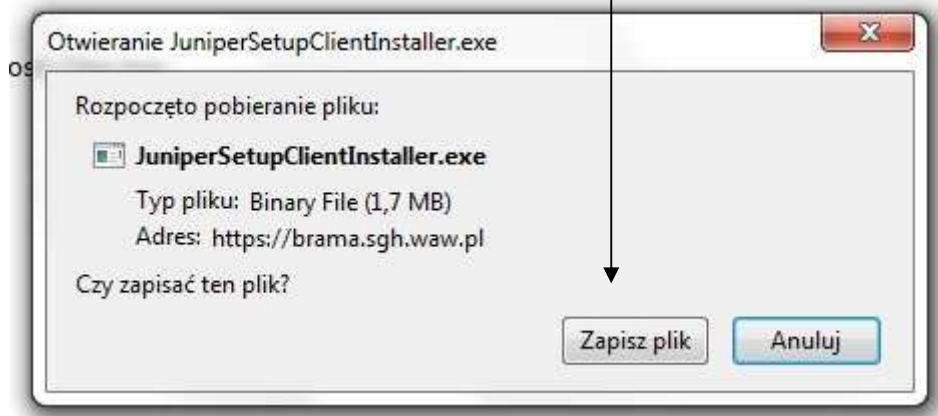 Otwieranie JuniperSetupClientInstaller.exe
os
Rozpoczęto pobieranie pliku:
JuniperSetupClientInstaller.exe
Typ pliku: Binary File (1,7 MB)
Adres: https://brama.sgh.waw.pl
Czy zapisać ten plik?
Zapisz plik
Anuluj